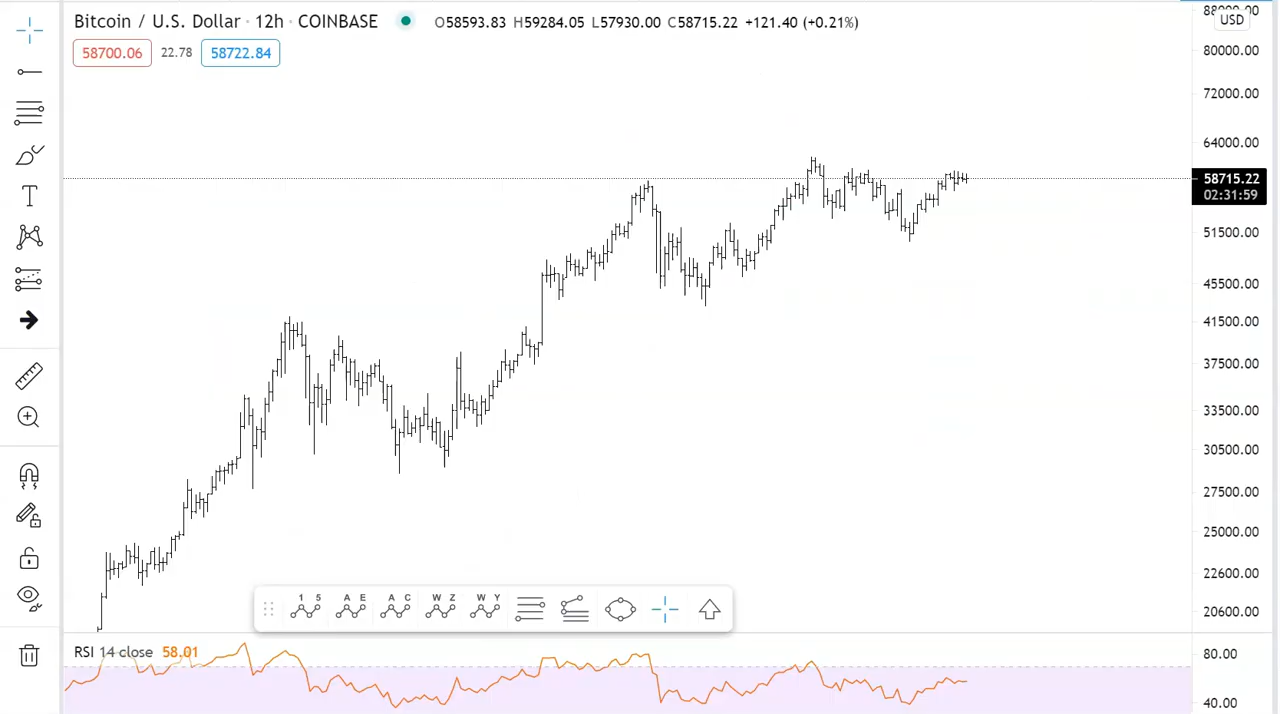 Bitcoin / U.S. Dollar · 12h · COINBASE O58593.83 H59284.05 L57930.00 C58715.22 +121.40 (+0.21%)
58700.06 22.78 58722.84
USD
80000.00
72000.00
64000.00
58715.22
02:31:59
51500.00
45500.00
41500.00
37500.00
33500.00
30500.00
27500.00
25000.00
22600.00
20600.00
1 5 A E A C W Z W Y
RSI 14 close 58.01
80.00
40.00
T